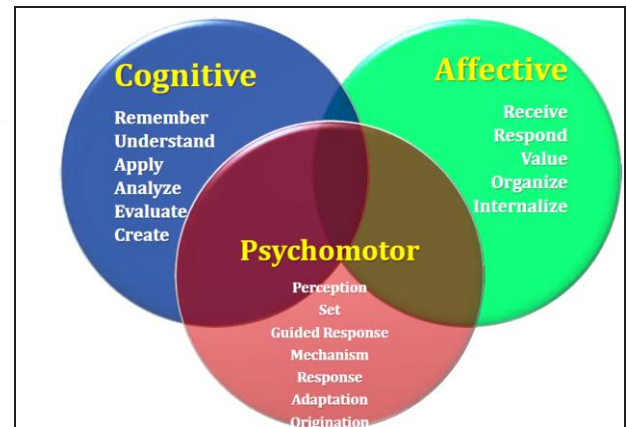 Cognitive
Remember
Understand
Apply
Analyze
Evaluate
Create
Affective
Receive
Respond
Value
Organize
Internalize
Psychomotor
Perception
Set
Guided Response
Mechanism
Response
Adaptation
Origination